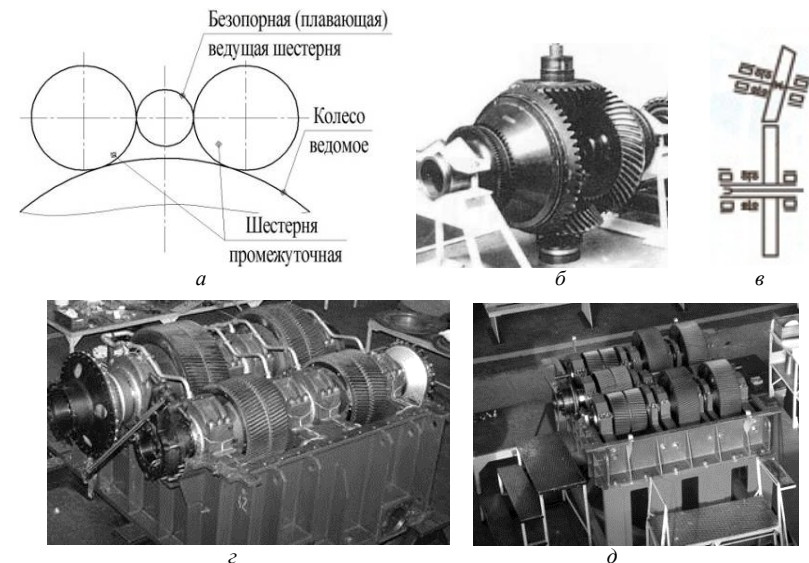 Безопорная (плавающая)
ведущая шестерня
Колесо
ведомое
Шестерня
промежуточная
а
б
в
г
д